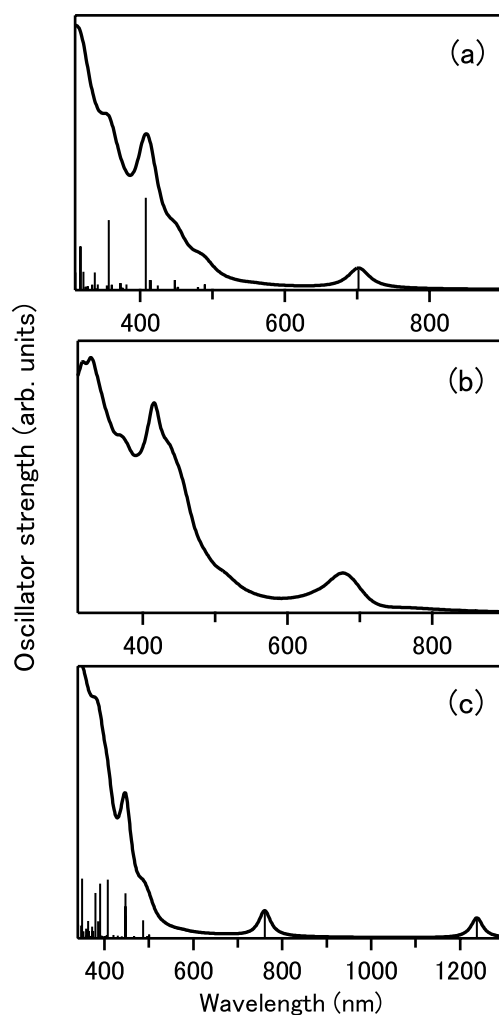 (a)
400 600 800
(b)
400 600 800
(c)
400 600 800 1000 1200
Wavelength (nm)
Oscillator strength (arb. units)